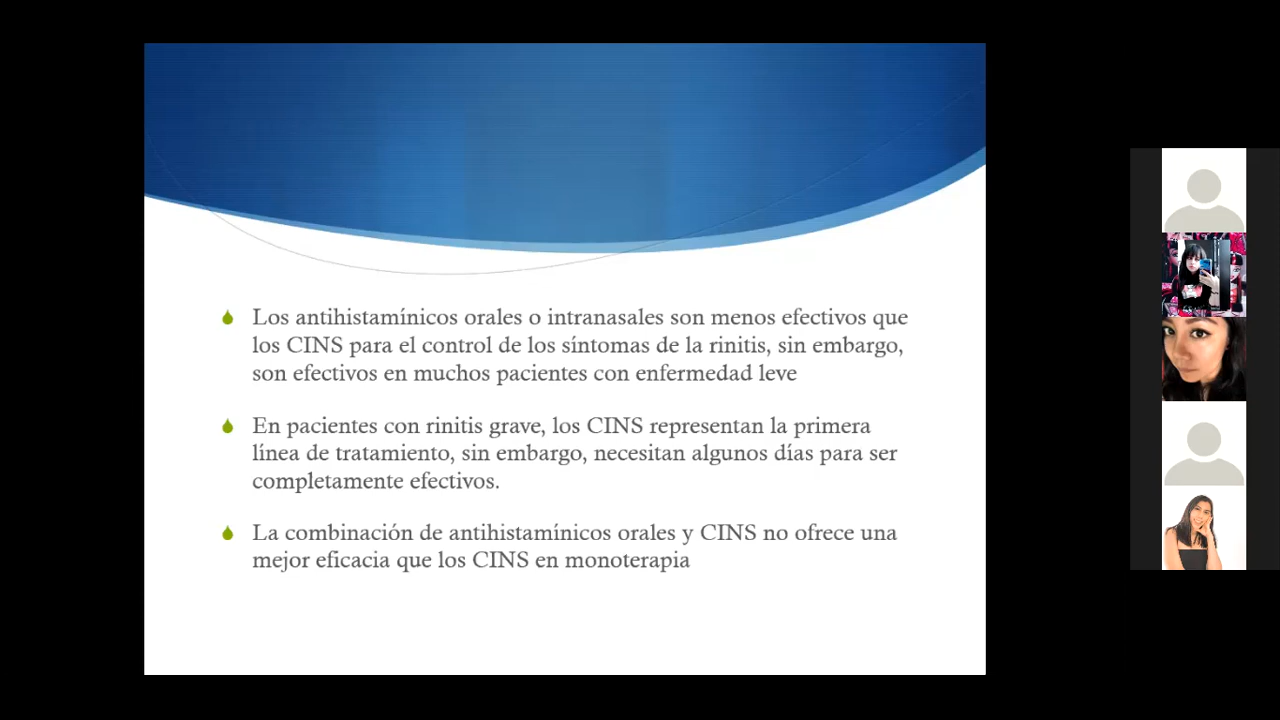 Los antihistamínicos orales o intranasales son menos efectivos que
los CINS para el control de los síntomas de la rinitis, sin embargo,
son efectivos en muchos pacientes con enfermedad leve
En pacientes con rinitis grave, los CINS representan la primera
línea de tratamiento, sin embargo, necesitan algunos días para ser
completamente efectivos.
La combinación de antihistamínicos orales y CINS no ofrece una
mejor eficacia que los CINS en monoterapia